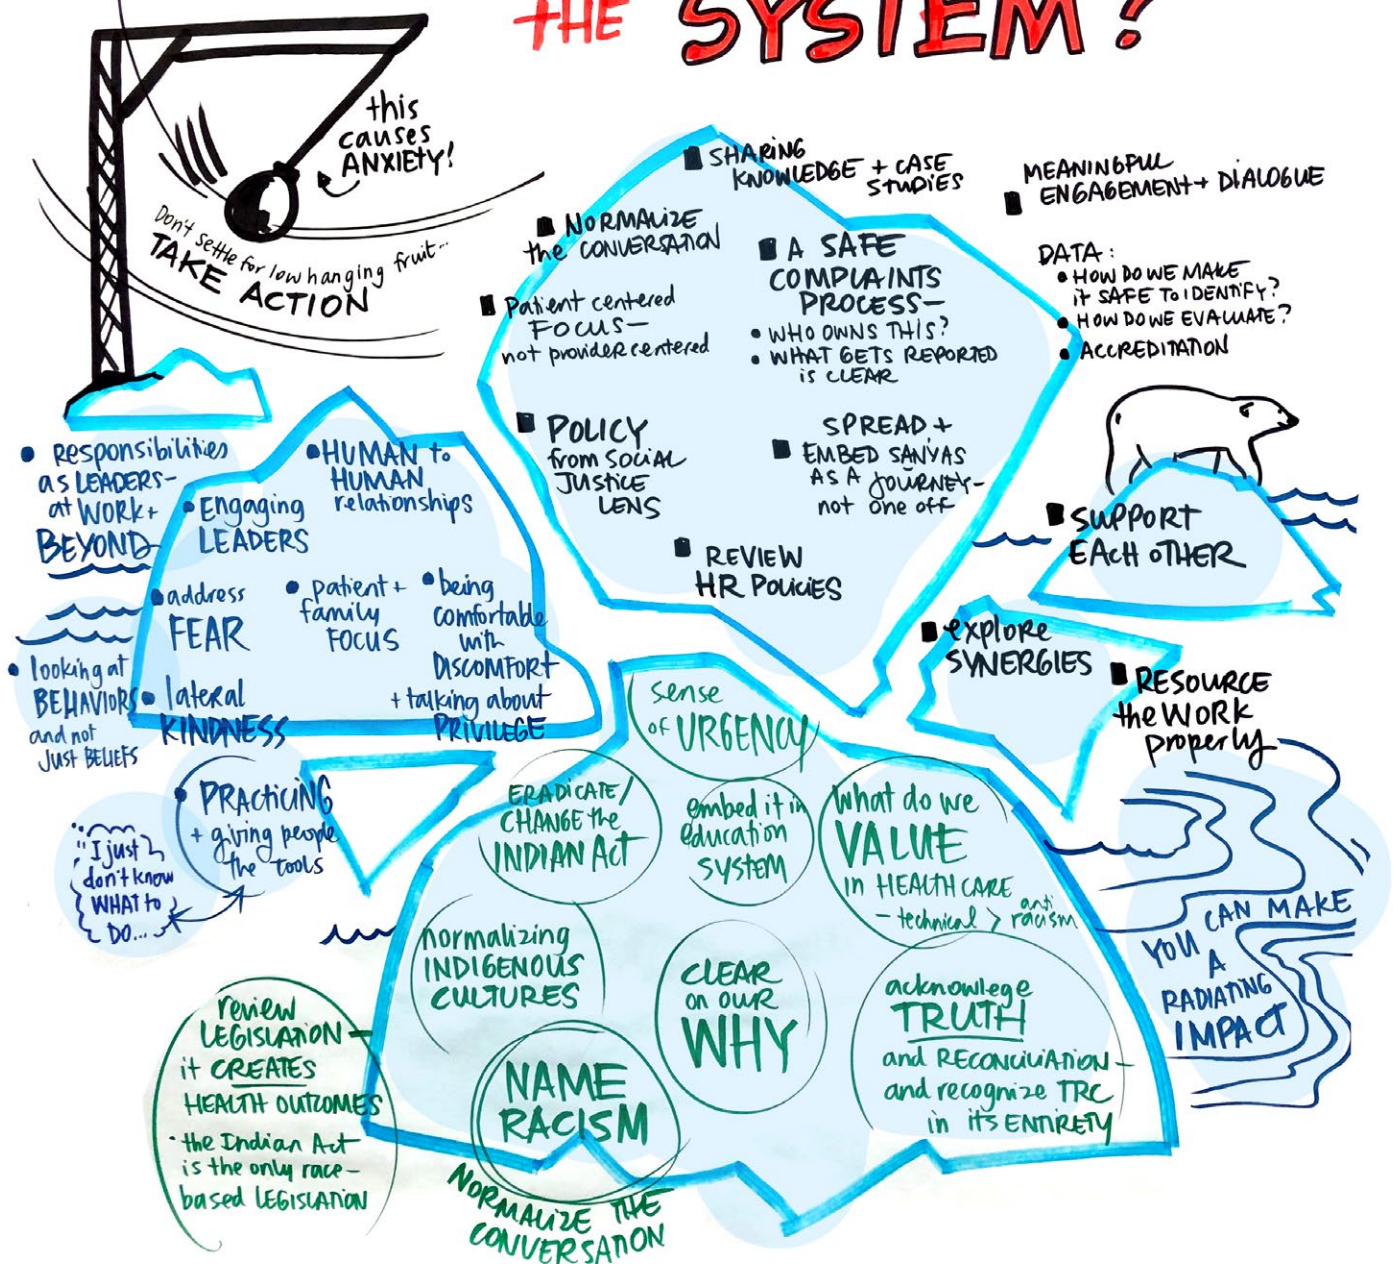 THE SYSTEM?
this
causes
ANXIETY!
Don't settle for low hanging fruit...
TAKE ACTION
SHARING
KNOWLEDGE + CASE
STUDIES
NORMALIZE
the CONVERSATION
Patient centered
FOCUS—
not provider centered
A SAFE
COMPLAINTS
PROCESS—
• WHO OWNS THIS?
• WHAT GETS REPORTED
is CLEAR
POLICY
from SOCIAL
JUSTICE
LENS
SPREAD +
EMBED SANYAS
AS A JOURNEY—
not one off
REVIEW
HR POLICIES
MEANINGFUL
ENGAGEMENT + DIALOGUE
DATA:
• HOW DO WE MAKE
it SAFE TO IDENTIFY?
• HOW DO WE EVALUATE?
• ACCREDITATION
SUPPORT
EACH OTHER
explore
SYNERGIES
RESOURCE
the WORK
properly
• Responsibilities
as LEADERS—
at WORK +
BEYOND
• HUMAN to
HUMAN
relationships
• Engaging
LEADERS
• address
FEAR
• patient +
family
FOCUS
• being
comfortable
with
DISCOMFORT
+ talking about
PRIVILEGE
• looking at
BEHAVIORS
and not
JUST BELIEFS
• lateral
KINDNESS
• PRACTICING
+ giving people
the tools
"I just
don't know
WHAT to
DO...
sense
of URGENCY
ERADICATE/
CHANGE the
INDIAN ACT
embed it in
education
SYSTEM
What do we
VALUE
in HEALTH CARE
- technical > anti
racism
normalizing
INDIGENOUS
CULTURES
CLEAR
on our
WHY
acknowlege
TRUTH
and RECONCILIATION—
and recognize TRC
in its ENTIRETY
NAME
RACISM
NORMALIZE THE
CONVERSATION
review
LEGISLATION—
it CREATES
HEALTH OUTCOMES
• the Indian Act
is the only race-
based LEGISLATION
YOU CAN MAKE
A
RADIATING
IMPACT